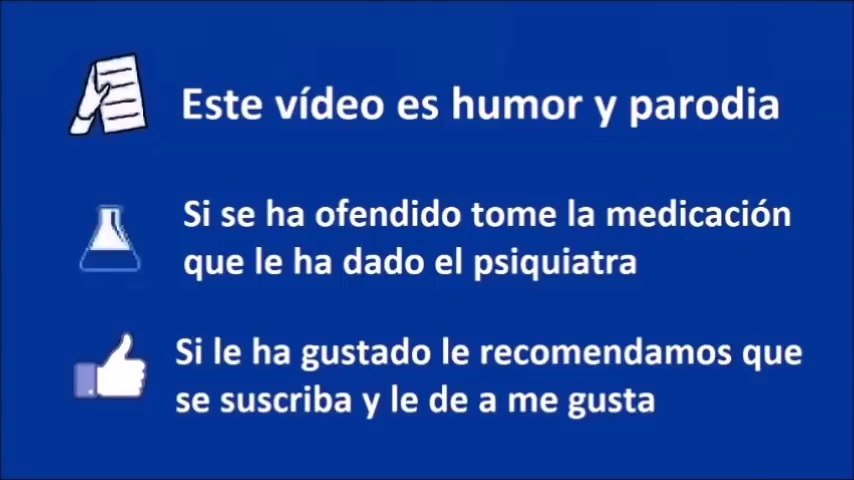 Este vídeo es humor y parodia
Si se ha ofendido tome la medicación
que le ha dado el psiquiatra
Si le ha gustado le recomendamos que
se suscriba y le de a me gusta